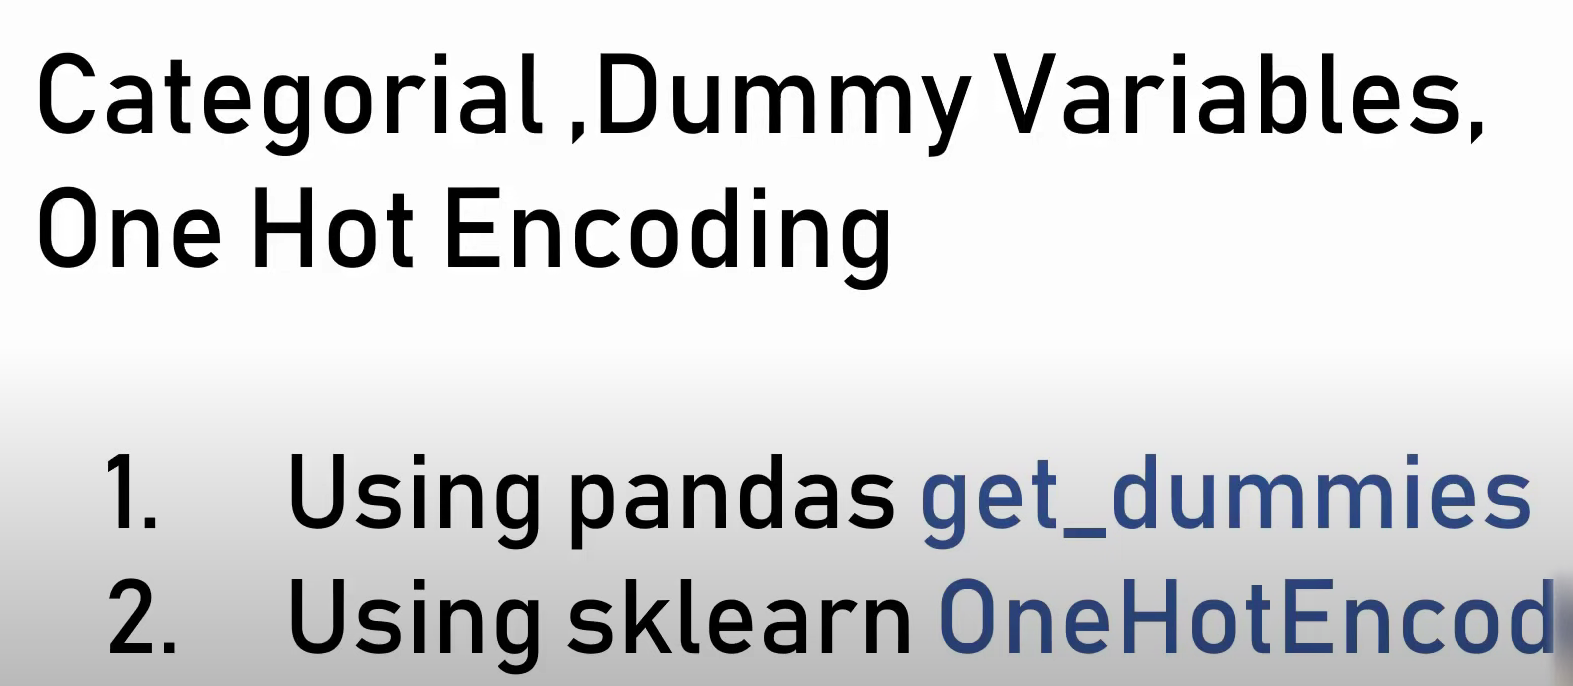 Categorial ,Dummy Variables,
One Hot Encoding
1. Using pandas get_dummies
2. Using sklearn OneHotEncod